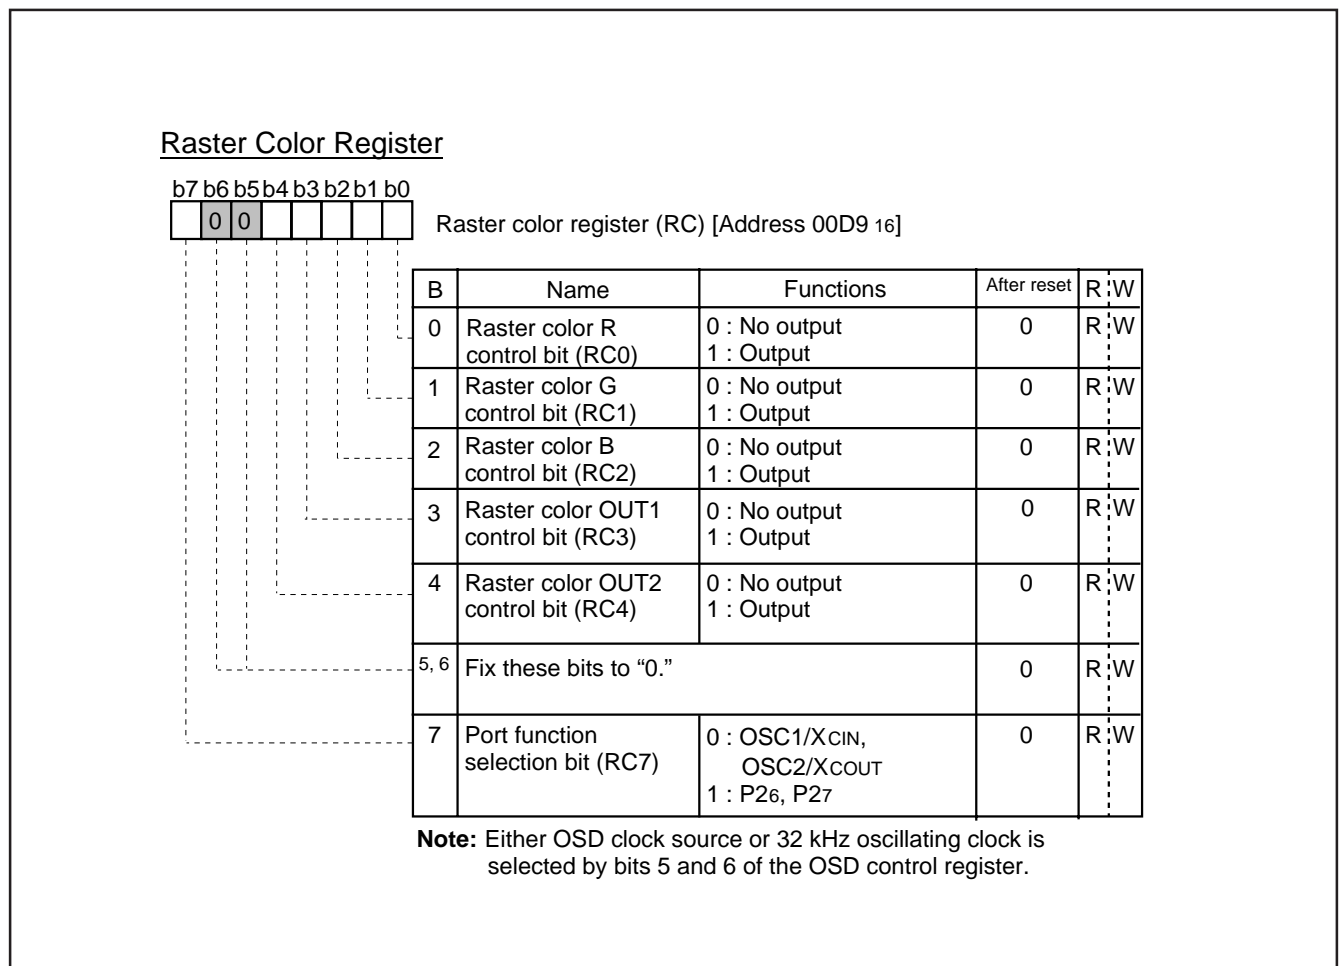 Raster Color Register
b7 b6 b5 b4 b3 b2 b1 b0
0 0
Raster color register (RC) [Address 00D9 16]
B Name Functions After reset R W
0 Raster color R 0 : No output 0 R W
control bit (RC0) 1 : Output
1 Raster color G 0 : No output 0 R W
control bit (RC1) 1 : Output
2 Raster color B 0 : No output 0 R W
control bit (RC2) 1 : Output
3 Raster color OUT1 0 : No output 0 R W
control bit (RC3) 1 : Output
4 Raster color OUT2 0 : No output 0 R W
control bit (RC4) 1 : Output
5, 6 Fix these bits to “0.” 0 R W
7 Port function 0 : OSC1/XCIN, 0 R W
selection bit (RC7) OSC2/XCOUT
1 : P26, P27
Note: Either OSD clock source or 32 kHz oscillating clock is
selected by bits 5 and 6 of the OSD control register.